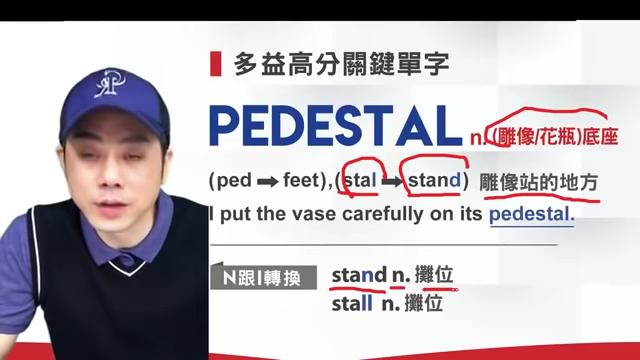 多益高分關鍵單字
PEDESTAL n. (雕像/花瓶)底座
(ped➡feet),(stal➡stand) 雕像站的地方
I put the vase carefully on its pedestal.
N跟l轉換
stand n. 攤位
stall n. 攤位